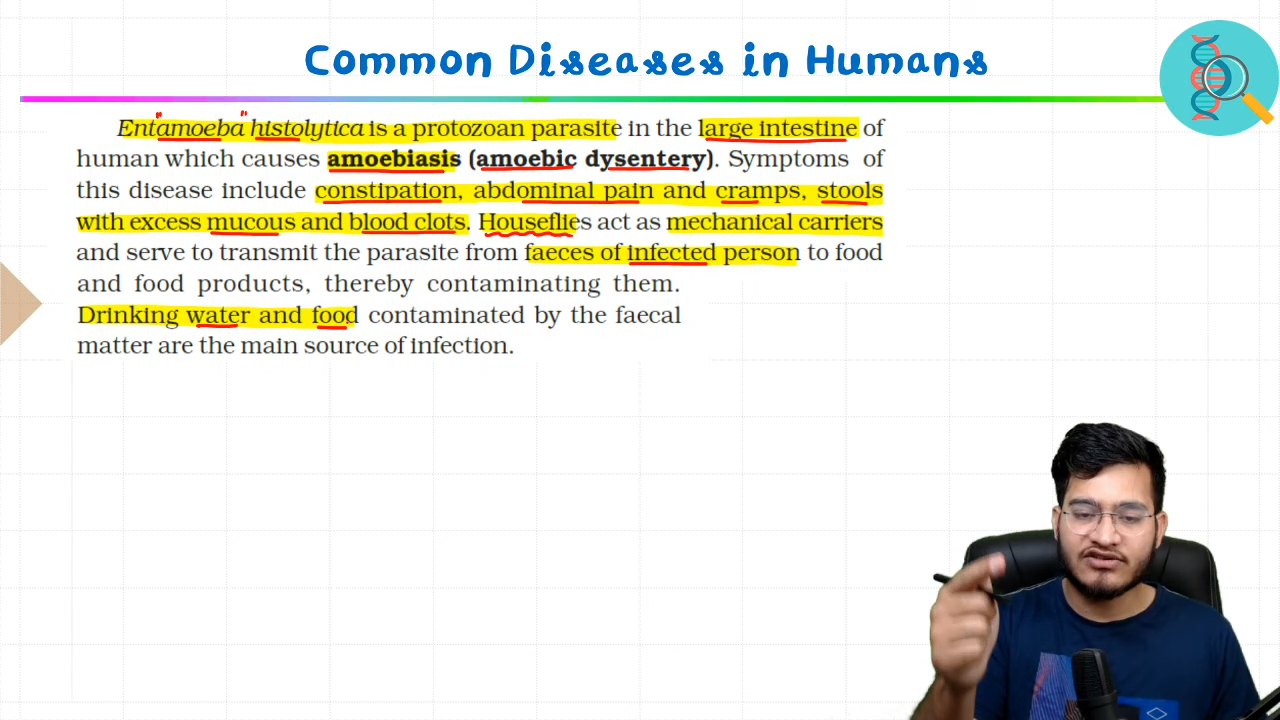 Common Diseases in Humans
Entamoeba histolytica is a protozoan parasite in the large intestine of
human which causes amoebiasis (amoebic dysentery). Symptoms of
this disease include constipation, abdominal pain and cramps, stools
with excess mucous and blood clots. Houseflies act as mechanical carriers
and serve to transmit the parasite from faeces of infected person to food
and food products, thereby contaminating them.
Drinking water and food contaminated by the faecal
matter are the main source of infection.